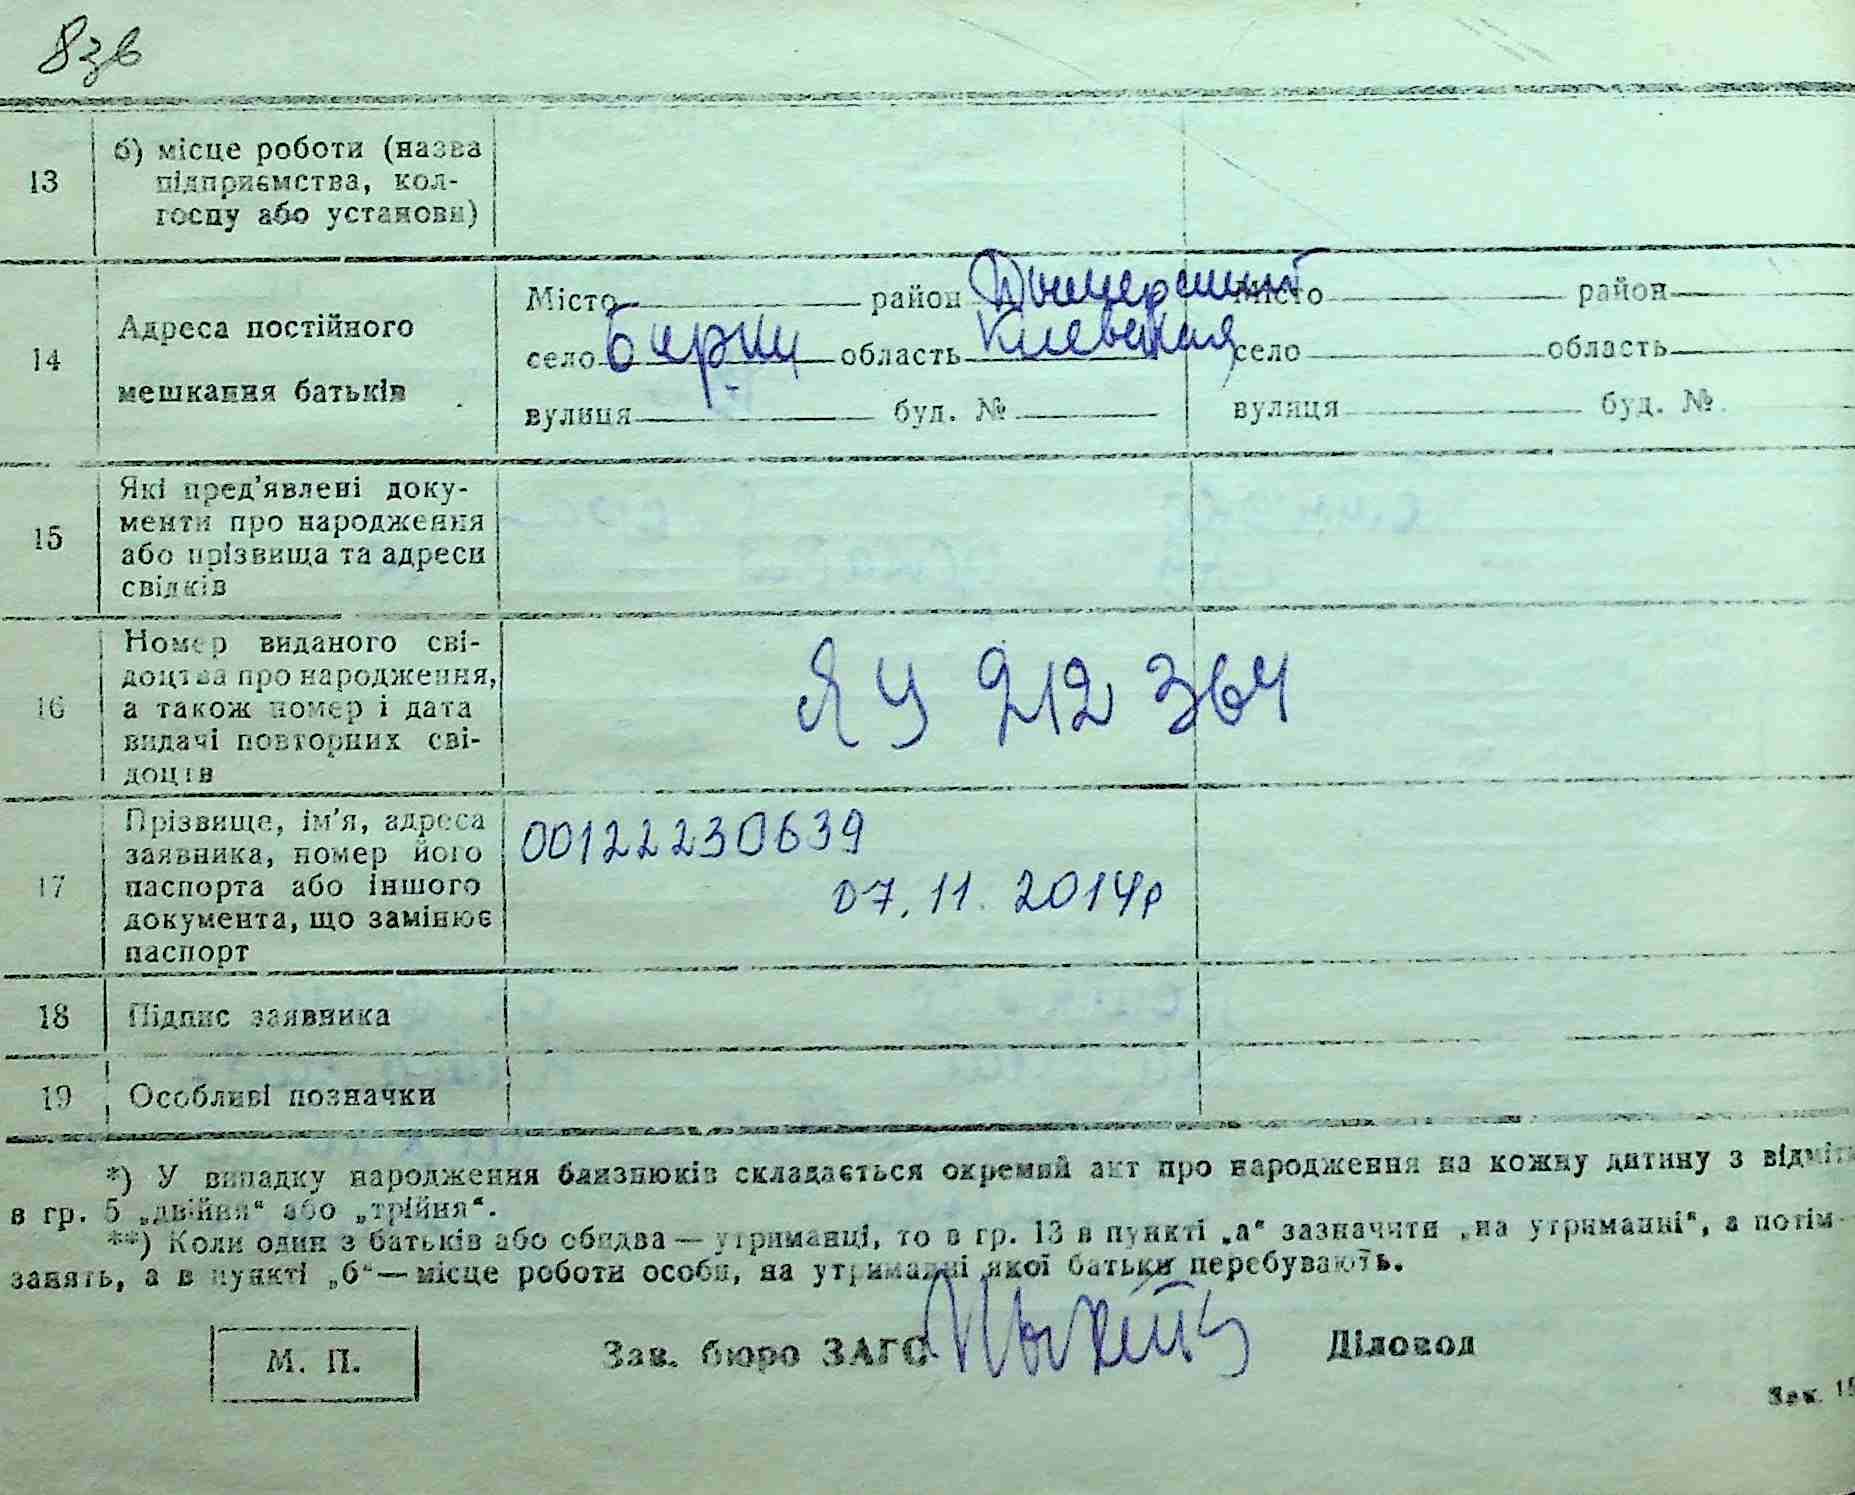 8зв
13
б) місце роботи (назва
підприємства, кол-
госпу або установи)
14
Адреса постійного
мешкання батьків
Місто район Дымерский
село область Киевская
вулиця буд. №
Місто район
село область
вулиця буд. №
15
Які пред'явлені доку-
менти про народження
або прізвища та адреси
свідків
16
Номер виданого сві-
доцтва про народження,
а також номер і дата
видачі повторних сві-
доцтв
ЯУ 212364
17
Прізвище, ім'я, адреса
заявника, номер його
паспорта або іншого
документа, що замінює
паспорт
00122230639
07.11.2014р
18
Підпис заявника
19
Особливі позначки
*) У випадку народження близнюків складається окремий акт про народження на кожну дитину з відміт
в гр. 5 „двійня“ або „трійня“.
**) Коли один з батьків або обидва — утриманці, то в гр. 13 в пункті „а“ зазначити „на утриманні“, а потім
занять, а в пункті „б“ — місце роботи особи, на утриманні якої батьки перебувають.
М. П.
Зав. бюро ЗАГС
Діловод
Зак. 15